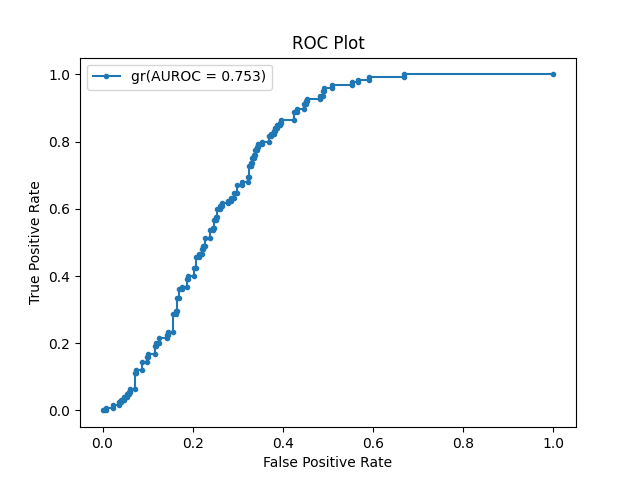 ROC Plot
gr(AUROC = 0.753)
1.0
0.8
0.6
0.4
0.2
0.0
True Positive Rate
0.0 0.2 0.4 0.6 0.8 1.0
False Positive Rate